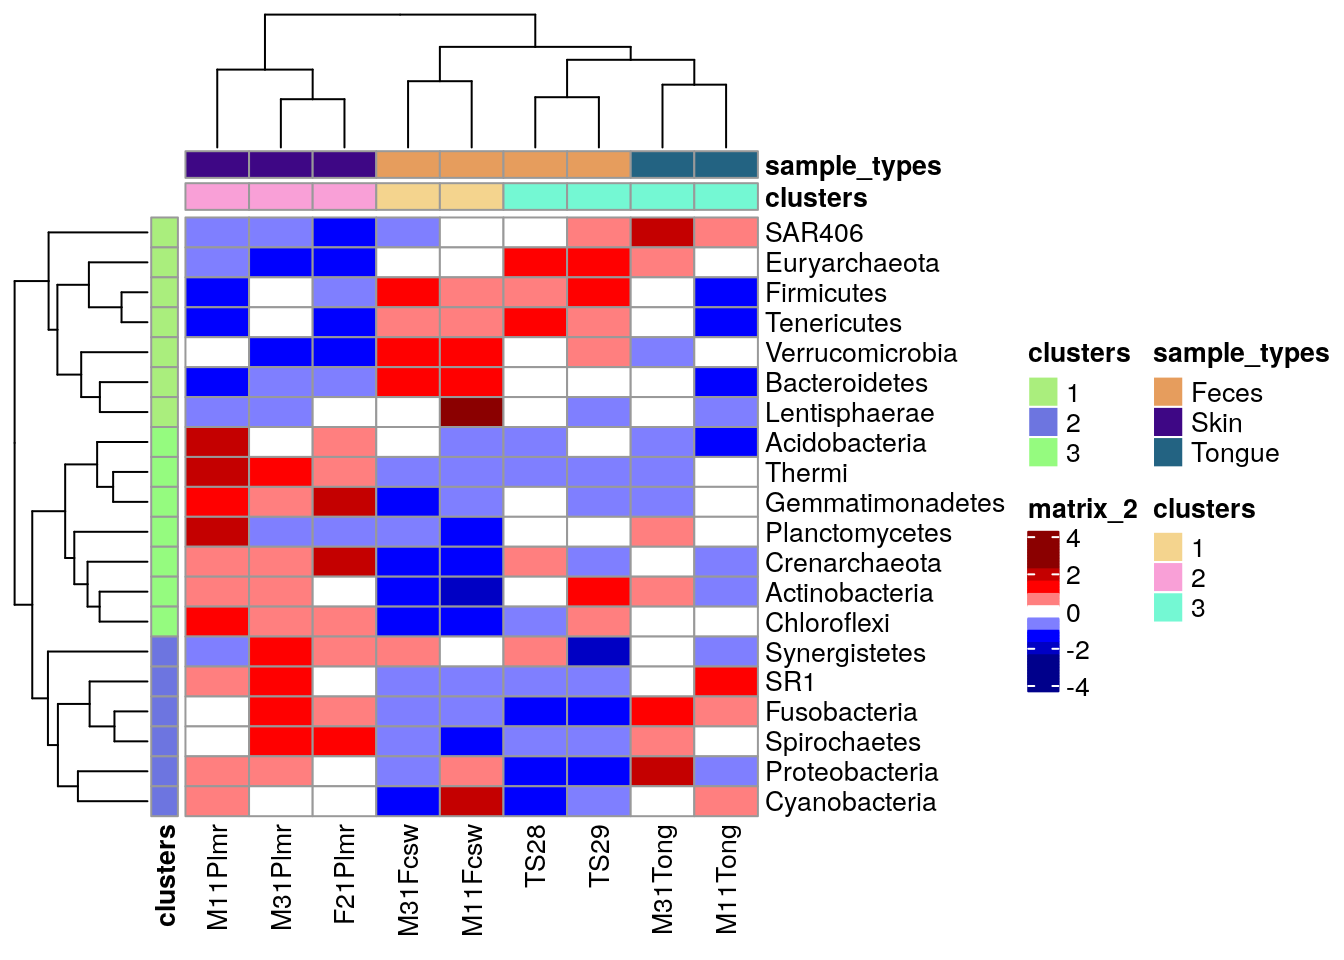 sample_types
clusters
SAR406
Euryarchaeota
Firmicutes
Tenericutes
Verrucomicrobia
Bacteroidetes
Lentisphaerae
Acidobacteria
Thermi
Gemmatimonadetes
Planctomycetes
Crenarchaeota
Actinobacteria
Chloroflexi
Synergistetes
SR1
Fusobacteria
Spirochaetes
Proteobacteria
Cyanobacteria
clusters
M11Plmr
M31Plmr
F21Plmr
M31Fcsw
M11Fcsw
TS28
TS29
M31Tong
M11Tong
clusters
1
2
3
sample_types
Feces
Skin
Tongue
matrix_2
4
2
0
-2
-4
clusters
1
2
3